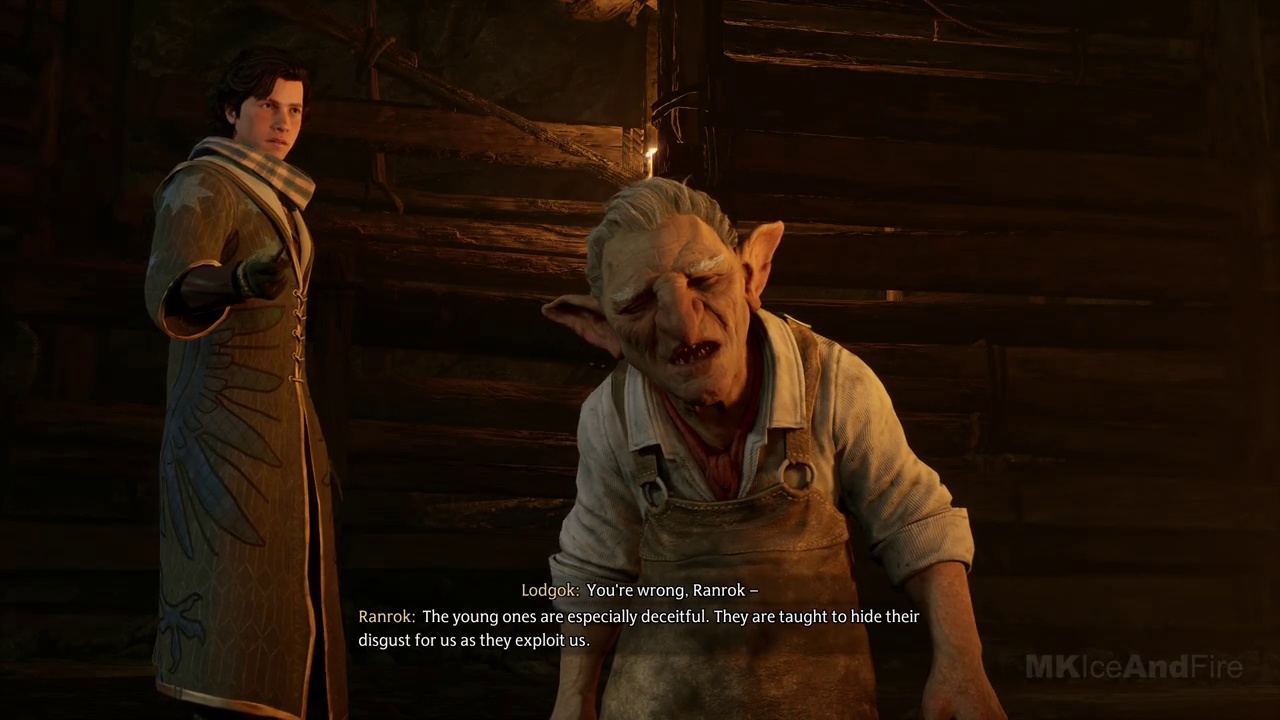 Lodgok: You're wrong, Ranrok –
Ranrok: The young ones are especially deceitful. They are taught to hide their
disgust for us as they exploit us.
MKIceAndFire